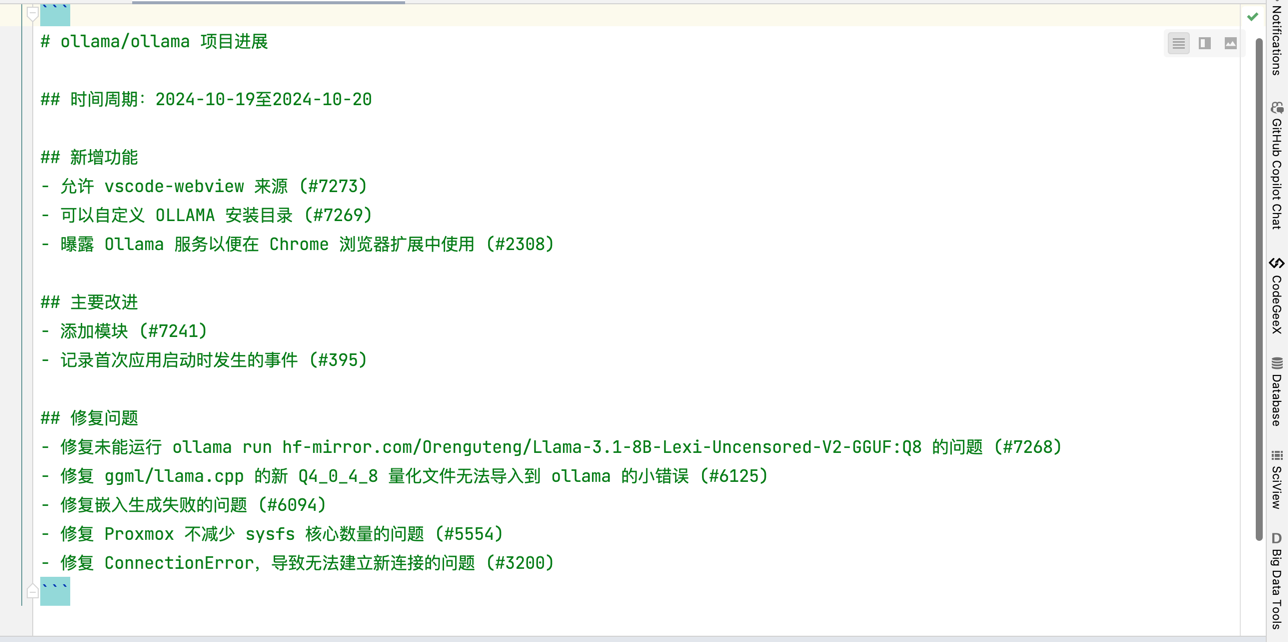 ```
# ollama/ollama 项目进展
## 时间周期：2024-10-19至2024-10-20
## 新增功能
- 允许 vscode-webview 来源 (#7273)
- 可以自定义 OLLAMA 安装目录 (#7269)
- 曝露 Ollama 服务以便在 Chrome 浏览器扩展中使用 (#2308)
## 主要改进
- 添加模块 (#7241)
- 记录首次应用启动时发生的事件 (#395)
## 修复问题
- 修复未能运行 ollama run hf-mirror.com/Orenguteng/Llama-3.1-8B-Lexi-Uncensored-V2-GGUF:Q8 的问题 (#7268)
- 修复 ggml/llama.cpp 的新 Q4_0_4_8 量化文件无法导入到 ollama 的小错误 (#6125)
- 修复嵌入生成失败的问题 (#6094)
- 修复 Proxmox 不减少 sysfs 核心数量的问题 (#5554)
- 修复 ConnectionError，导致无法建立新连接的问题 (#3200)
```
Notifications
GitHub Copilot Chat
CodeGeeX
Database
SciView
D Big Data Tools